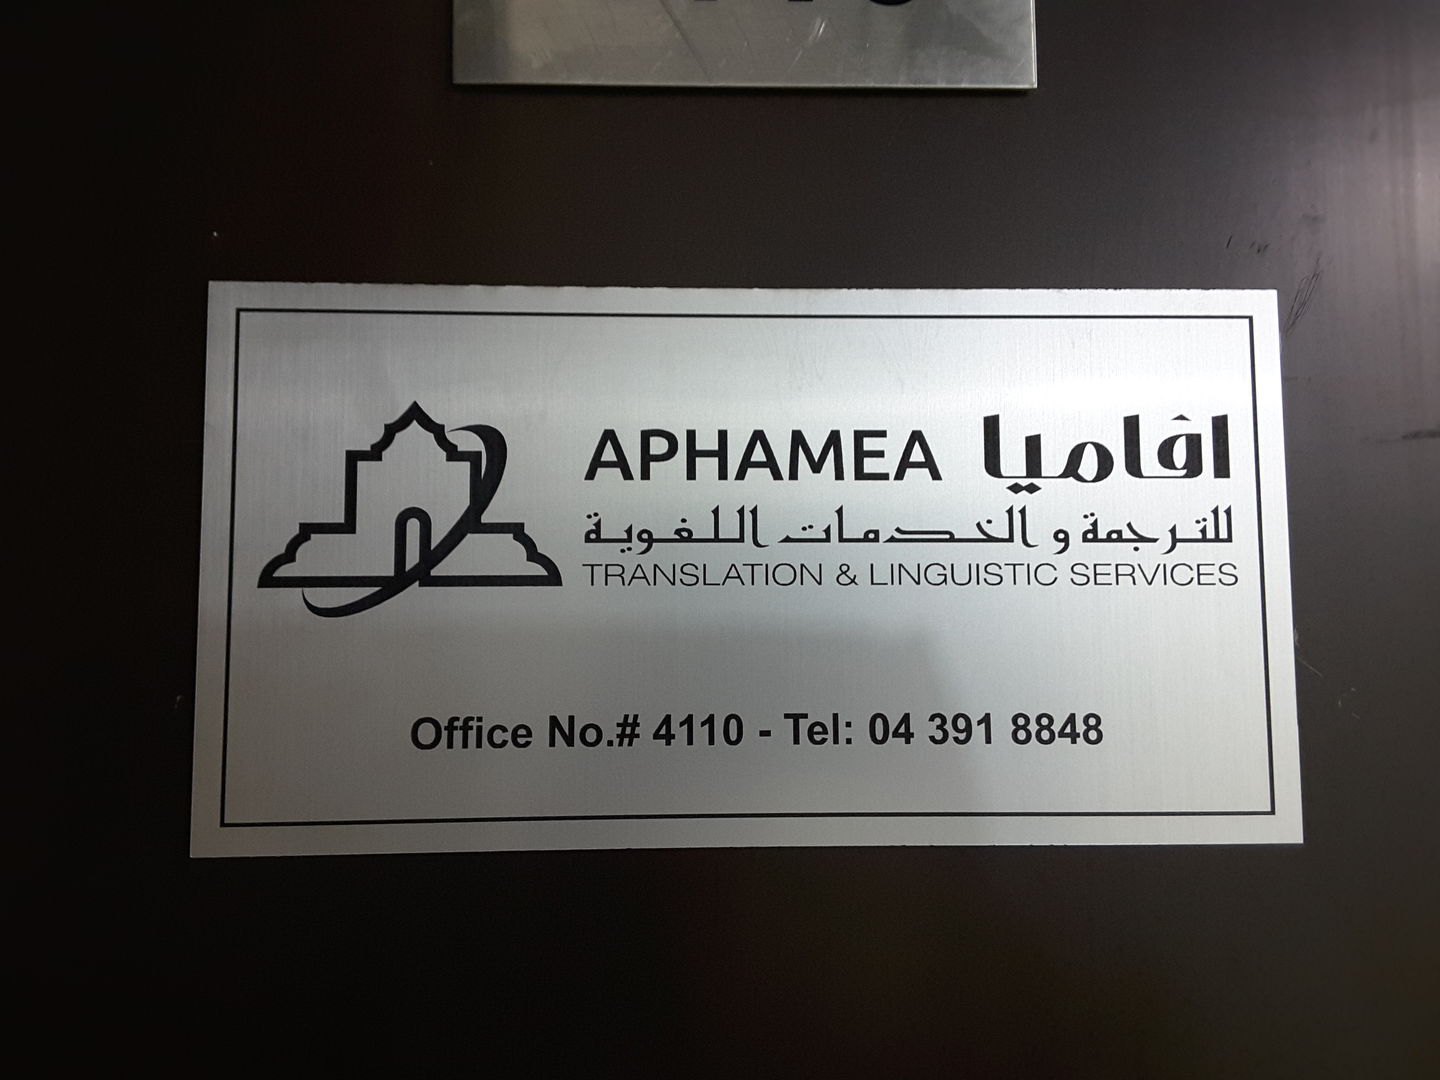 APHAMEA افاميا
للترجمة و الخدمات اللغوية
TRANSLATION & LINGUISTIC SERVICES
Office No.# 4110 - Tel: 04 391 8848